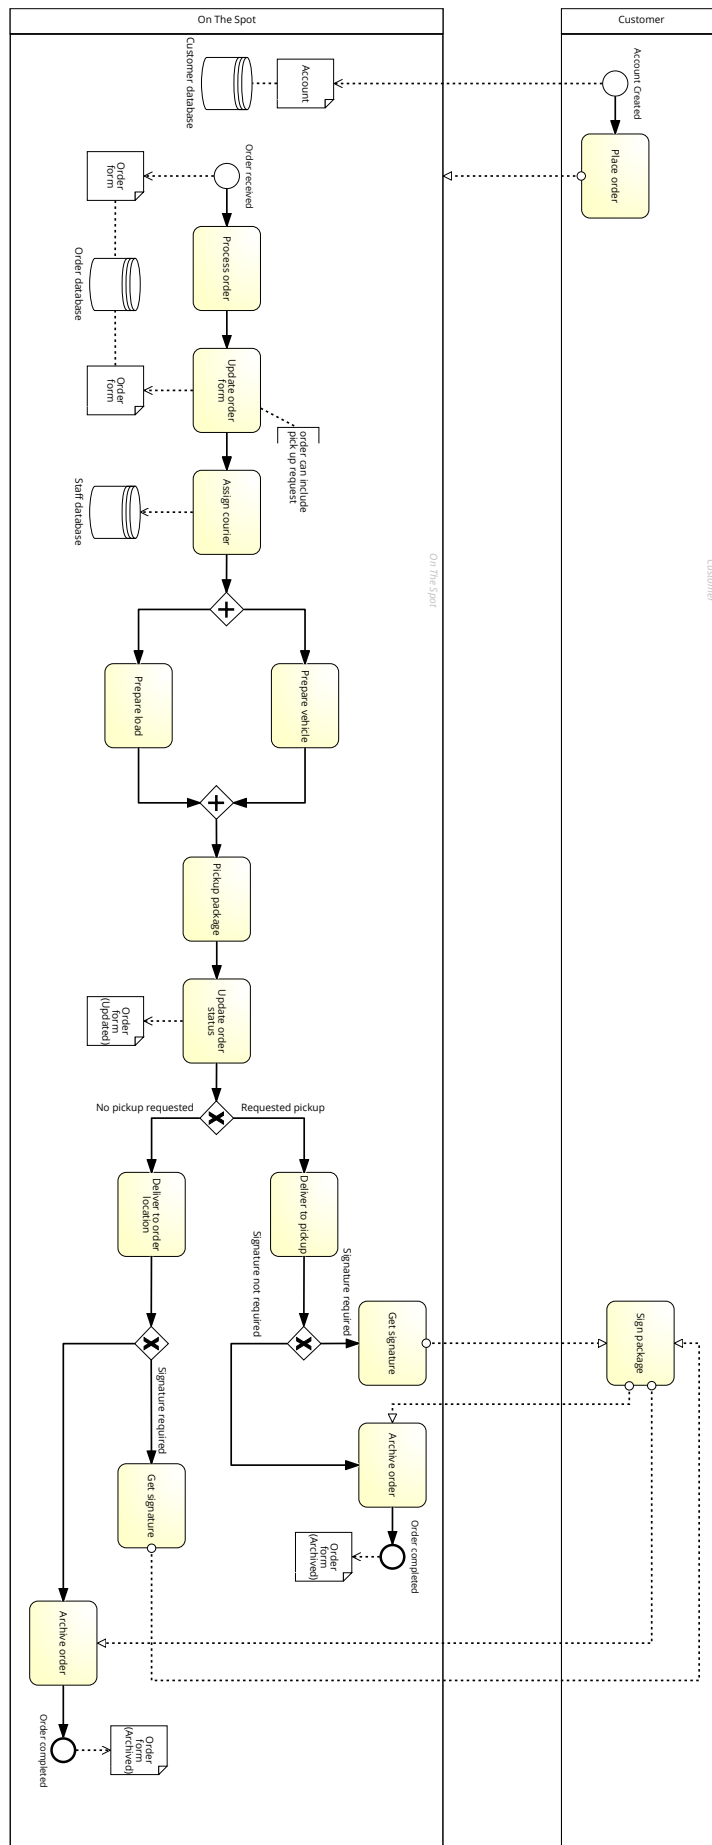 On The Spot
Customer
Account Created
Account
Customer database
Place order
Order received
Order
form
Process order
Order database
Update order
form
Order
form
order can include
pick up request
Assign courier
Staff database
On The Spot
Customer
Prepare load
Prepare vehicle
Pickup package
Update order
status
Order
form
(Updated)
No pickup requested
Requested pickup
Deliver to order
location
Deliver to pickup
Signature not required
Signature required
Get signature
Sign package
Signature required
Archive order
Get signature
Order completed
Order
form
(Archived)
Archive order
Order completed
Order
form
(Archived)